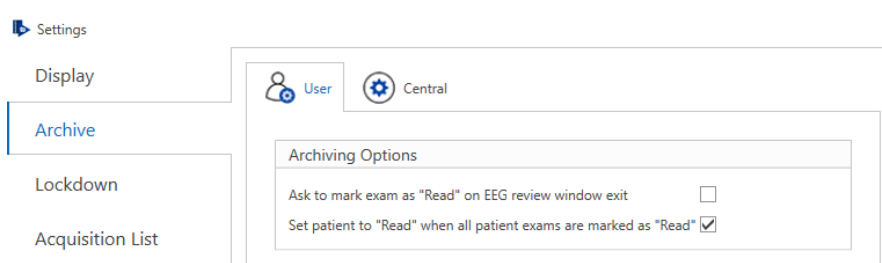 Settings
Display
User
Central
Archive
Archiving Options
Lockdown
Ask to mark exam as "Read" on EEG review window exit
Set patient to "Read" when all patient exams are marked as "Read"
Acquisition List